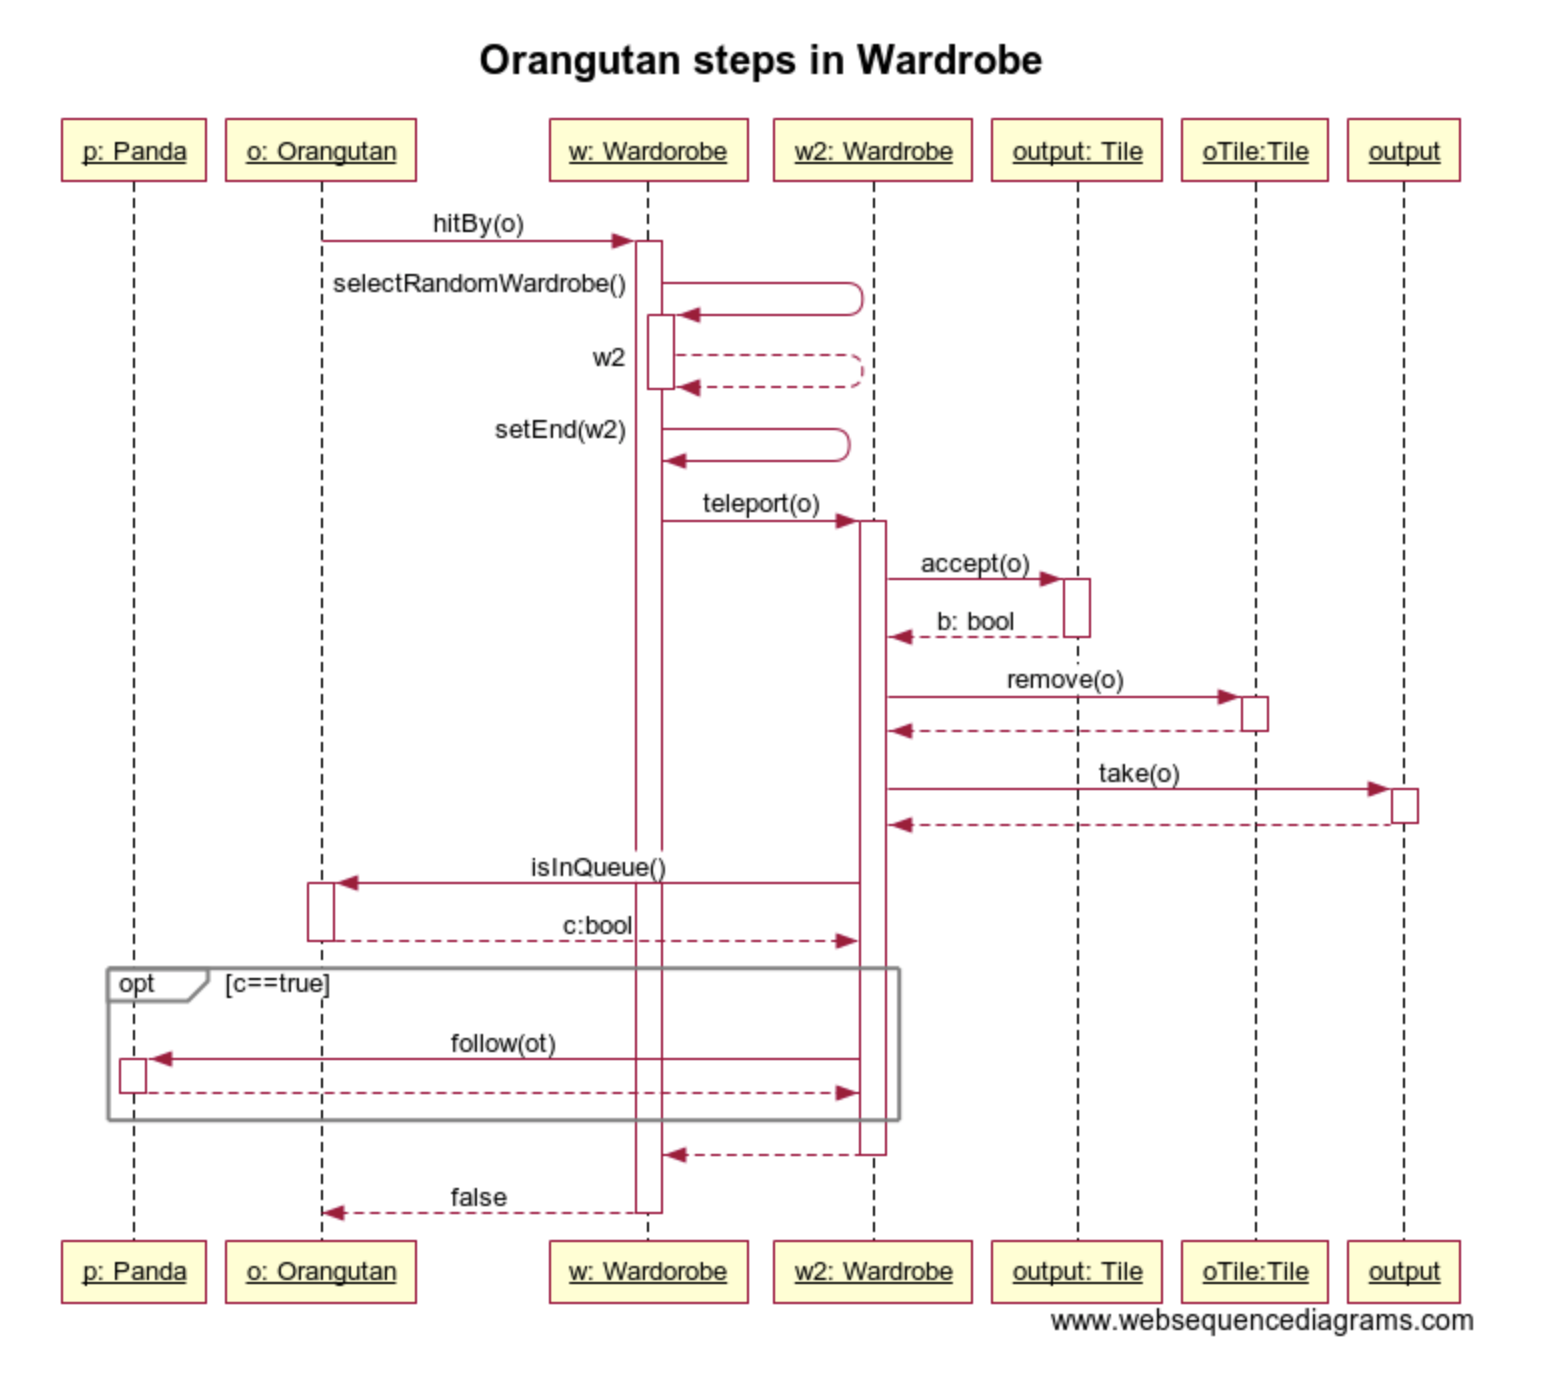 Orangutan steps in Wardrobe
p: Panda
o: Orangutan
w: Wardorobe
w2: Wardrobe
output: Tile
oTile:Tile
output
hitBy(o)
selectRandomWardrobe()
w2
setEnd(w2)
teleport(o)
accept(o)
b: bool
remove(o)
take(o)
isInQueue()
c:bool
opt
[c==true]
follow(ot)
false
p: Panda
o: Orangutan
w: Wardorobe
w2: Wardrobe
output: Tile
oTile:Tile
output
www.websequencediagrams.com